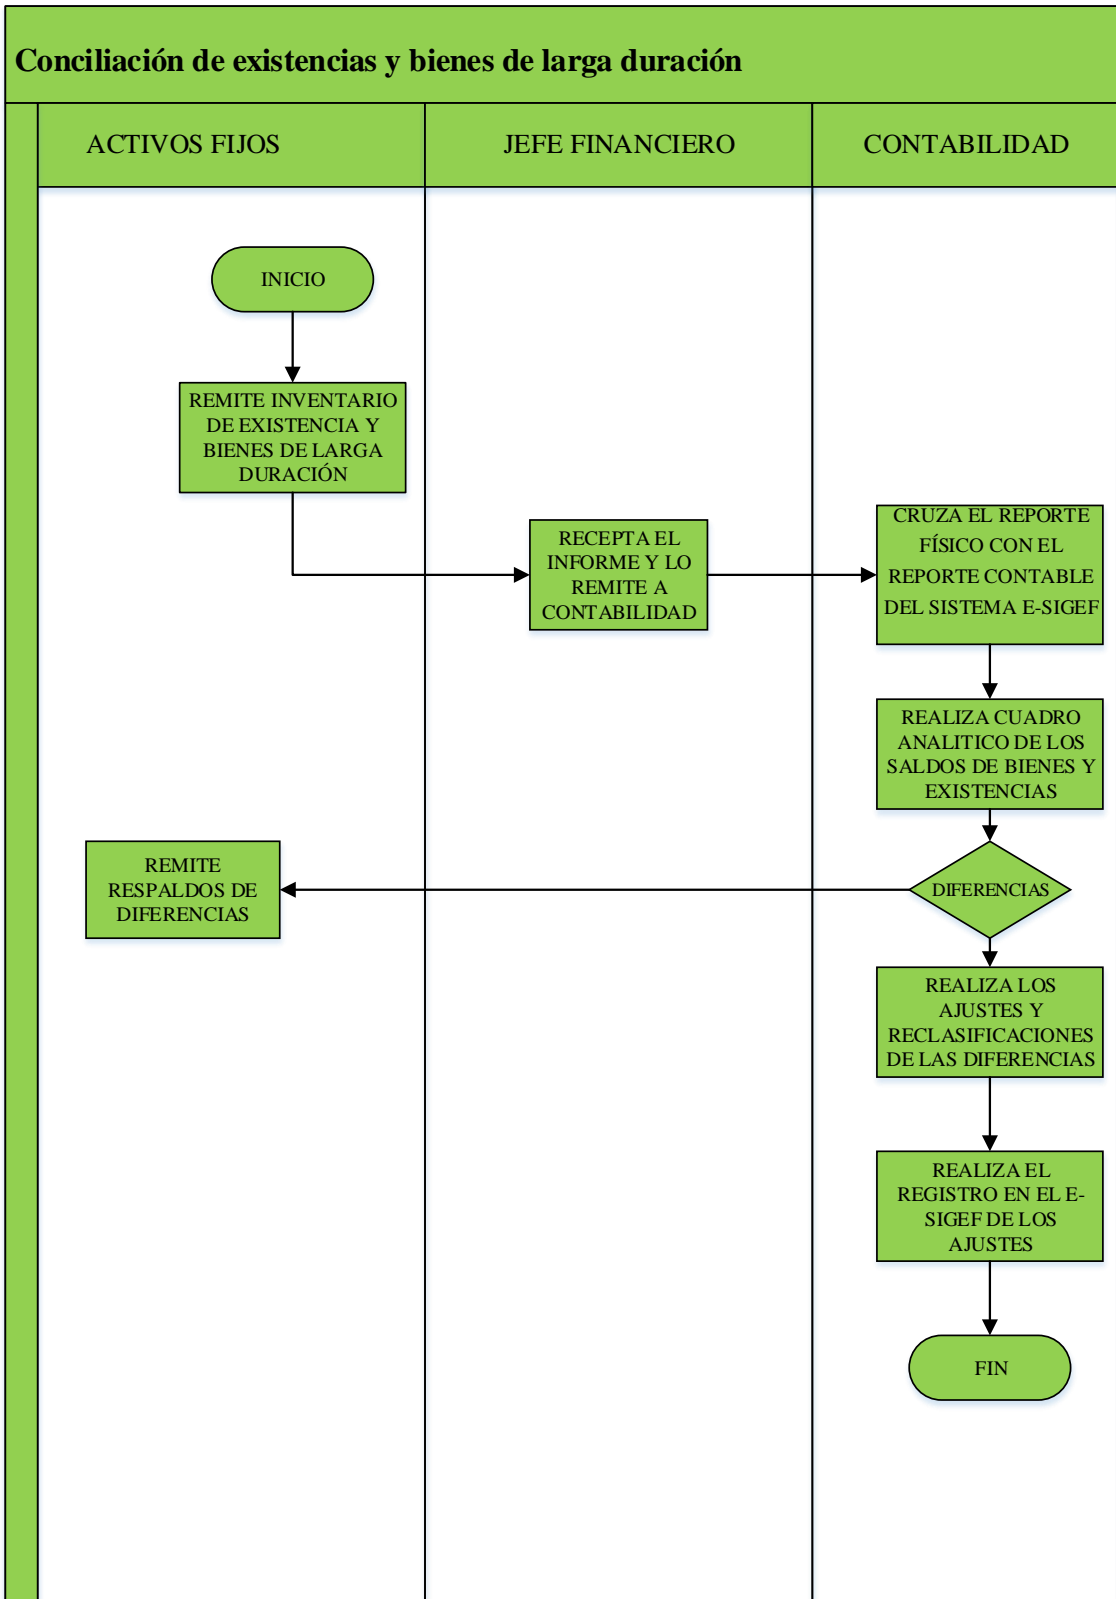 Conciliación de existencias y bienes de larga duración
ACTIVOS FIJOS
JEFE FINANCIERO
CONTABILIDAD
INICIO
REMITE INVENTARIO
DE EXISTENCIA Y
BIENES DE LARGA
DURACIÓN
RECEPTA EL
INFORME Y LO
REMITE A
CONTABILIDAD
CRUZA EL REPORTE
FÍSICO CON EL
REPORTE CONTABLE
DEL SISTEMA E-SIGEF
REALIZA CUADRO
ANALITICO DE LOS
SALDOS DE BIENES Y
EXISTENCIAS
DIFERENCIAS
REMITE
RESPALDOS DE
DIFERENCIAS
REALIZA LOS
AJUSTES Y
RECLASIFICACIONES
DE LAS DIFERENCIAS
REALIZA EL
REGISTRO EN EL E-
SIGEF DE LOS
AJUSTES
FIN